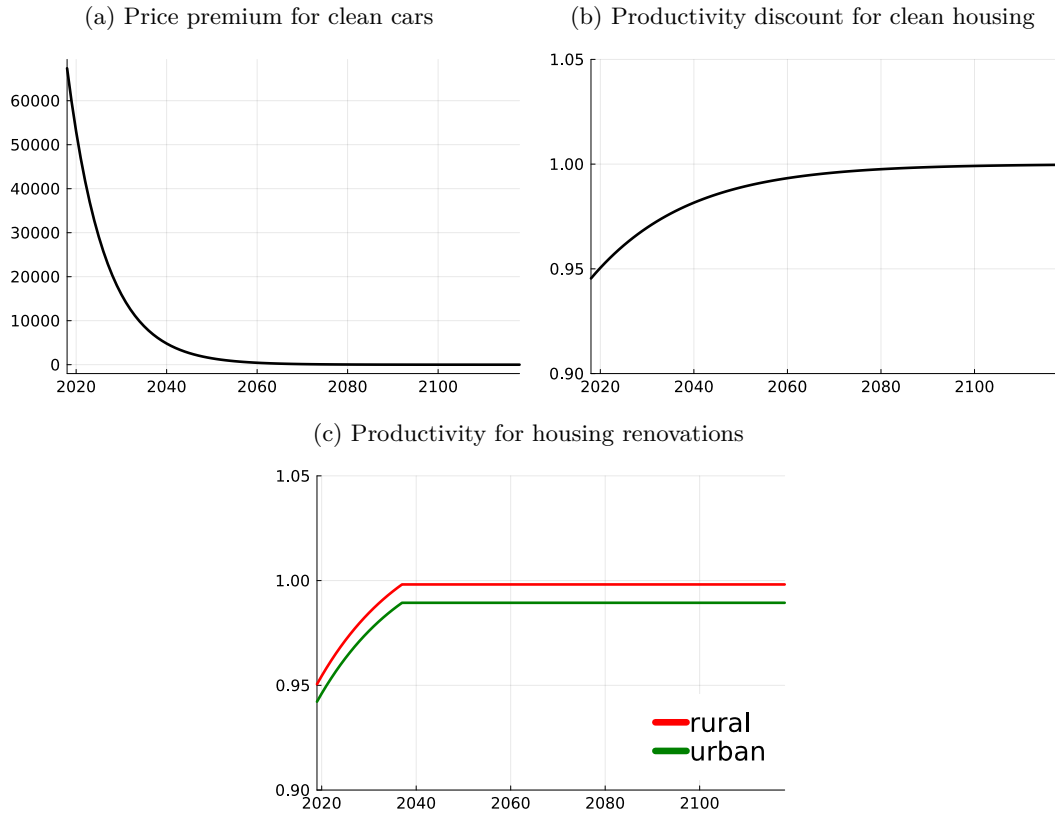 (a) Price premium for clean cars
60000
50000
40000
30000
20000
10000
0
2020 2040 2060 2080 2100
(b) Productivity discount for clean housing
1.05
1.00
0.95
0.90
2020 2040 2060 2080 2100
(c) Productivity for housing renovations
1.05
1.00
0.95
0.90
rural
urban
2020 2040 2060 2080 2100